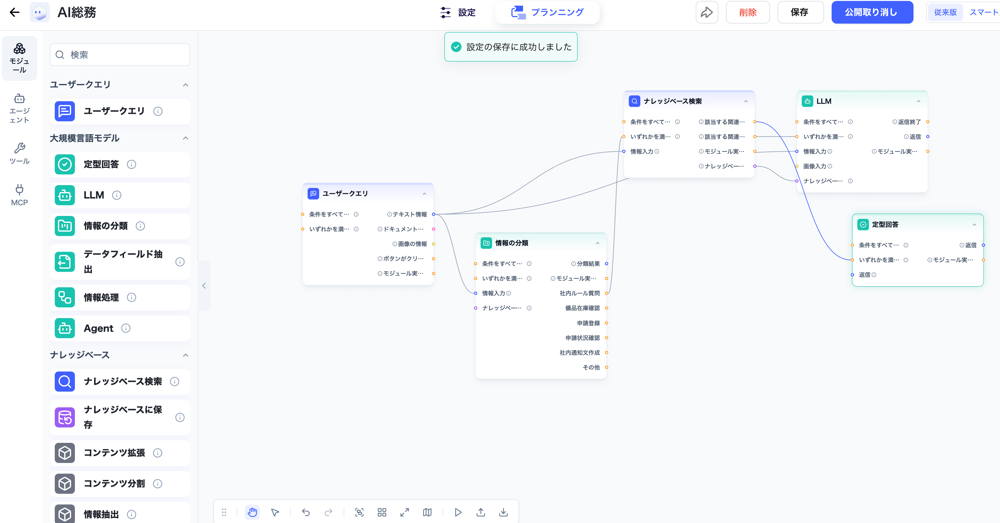 AI総務
設定
プランニング
削除
保存
公開取り消し
従来版
スマート
設定の保存に成功しました
モジュ
ール
エージ
ェント
ツール
MCP
検索
ユーザークエリ
ユーザークエリ
大規模言語モデル
定型回答
LLM
情報の分類
データフィールド抽
出
情報処理
Agent
ナレッジベース
ナレッジベース検索
ナレッジベースに保
存
コンテンツ拡張
コンテンツ分割
情報抽出
ユーザークエリ
条件をすべて… テキスト情報
いずれかを満… ドキュメント…
画像の情報
ボタンがクリ…
モジュール実…
情報の分類
条件をすべて… 分類結果
いずれかを満… モジュール実…
情報入力 社内ルール質問
ナレッジベー… 備品在庫確認
申請登録
申請状況確認
社内通知文作成
その他
ナレッジベース検索
条件をすべて… 該当する関連…
いずれかを満… 該当する関連…
情報入力 モジュール実…
ナレッジベー…
LLM
条件をすべて… 返信終了
いずれかを満… 返信
情報入力 モジュール実…
画像入力
ナレッジベー…
定型回答
条件をすべて… 返信
いずれかを満… モジュール実…
返信